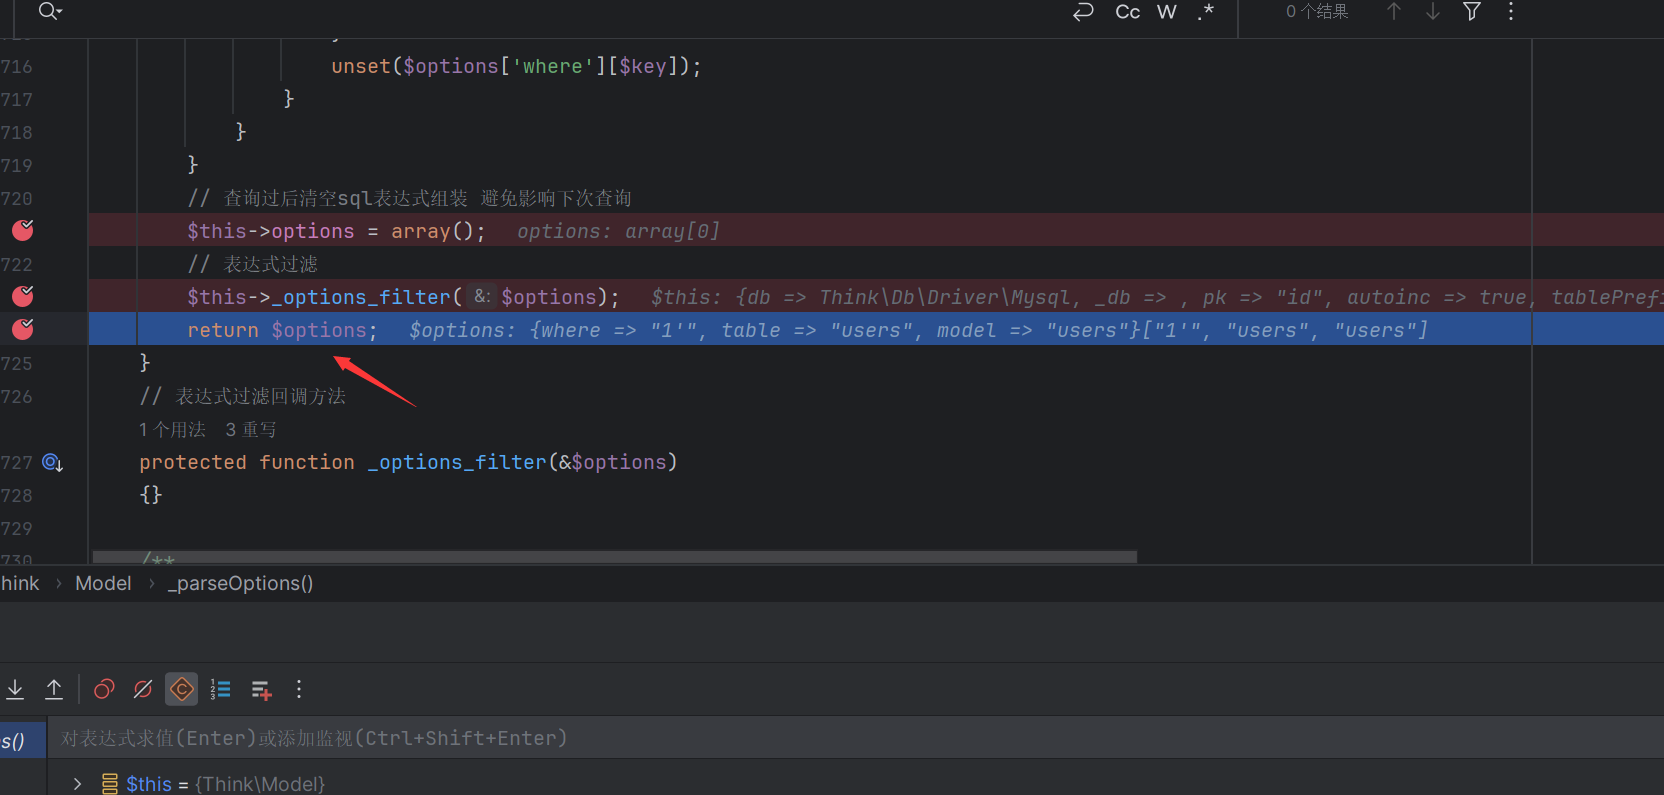 Cc W .* 0 个结果
716 unset($options['where'][$key]);
717 }
718 }
719 }
720 // 查询过后清空sql表达式组装 避免影响下次查询
$this->options = array(); options: array[0]
722 // 表达式过滤
$this->_options_filter(&: $options); $this: {db => Think\Db\Driver\Mysql, _db => , pk => "id", autoinc => true, tablePrefi
return $options; $options: {where => "1'", table => "users", model => "users"}["1'", "users", "users"]
725 }
726 // 表达式过滤回调方法
1 个用法 3 重写
727 protected function _options_filter(&$options)
728 {}
729
730 /**
hink › Model › _parseOptions()
s() 对表达式求值(Enter)或添加监视(Ctrl+Shift+Enter)
$this = {Think\Model}